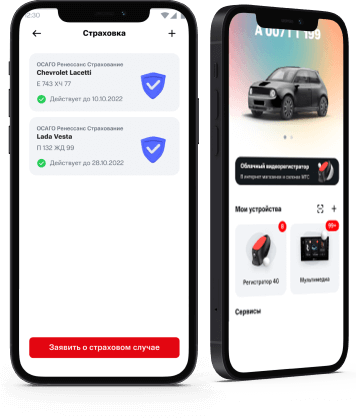 12:30
Страховка
ОСАГО Ренессанс Страхование
Chevrolet Lacetti
Е 743 ХЧ 77
Действует до 10.10.2022
ОСАГО Ренессанс Страхование
Lada Vesta
П 132 ЖД 99
Действует до 28.10.2022
Заявить о страховом случае
А 007 199
Облачный видеорегистратор
В интернет магазине и салонах МТС
Мои устройства
6
99+
Регистратор 4G
Мультимедиа
Сервисы